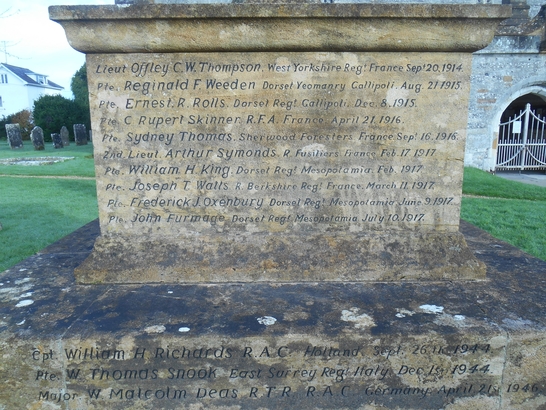 Lieut Offley C.W. Thompson. West Yorkshire Regt. France Sept 20, 1914.
Pte. Reginald F. Weeden Dorset Yeomanry Gallipoli. Aug. 21 1915.
Pte. Ernest. R. Rolls. Dorset Regt. Gallipoli. Dec. 8, 1915.
Pte. C Rupert Skinner. R.F.A. France. April 21, 1916.
Pte. Sydney Thomas. Sherwood Foresters. France. Sept 16. 1916.
2nd Lieut. Arthur Symonds. R. Fusiliers. France. Feb. 17. 1917.
Pte. William H. King. Dorset Regt. Mesopotamia. Feb. 1917.
Pte. Joseph T. Watts. R. Berkshire Regt. France. March 11, 1917.
Pte. Frederick J. Oxenbury Dorset Regt. Mesopotamia June 9, 1917.
Pte. John Furmage. Dorset Regt. Mesopotamia July 10, 1917.
Cpt. William H. Richards R.A.C. Holland, Sept. 26th 1944.
Pte. W. Thomas Snook. East Surrey Regt. Italy. Dec. 1st 1944.
Major W. Malcolm Deas R.T.R. R.A.C. Germany. April 21st 1946